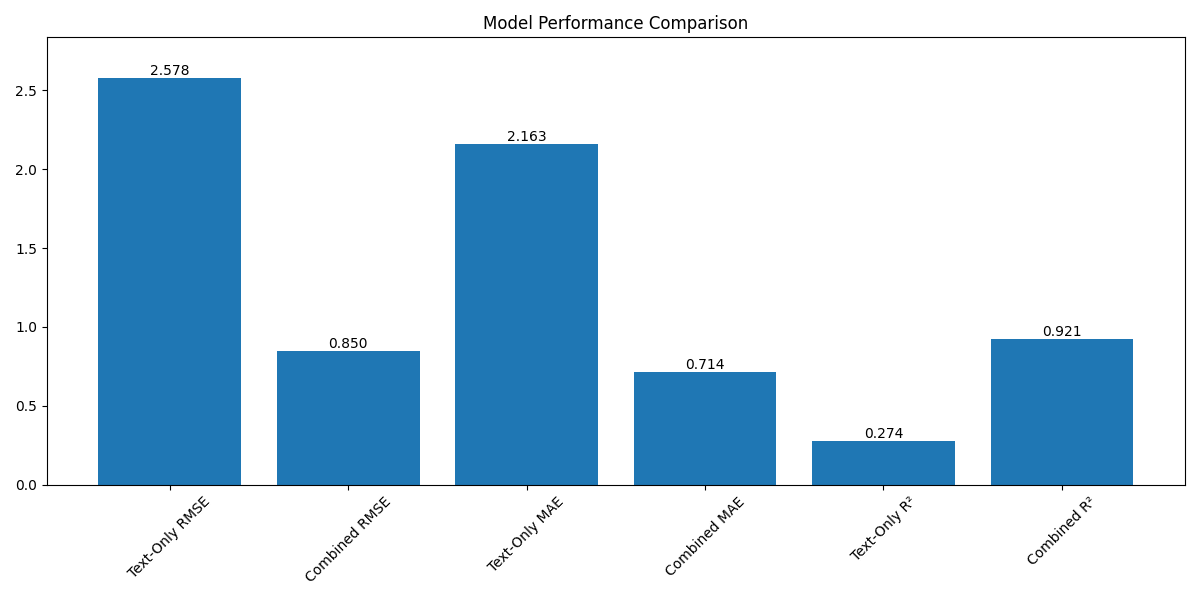 Model Performance Comparison
2.578
2.163
0.850
0.714
0.274
0.921
2.5
2.0
1.5
1.0
0.5
0.0
Text-Only RMSE
Combined RMSE
Text-Only MAE
Combined MAE
Text-Only R²
Combined R²